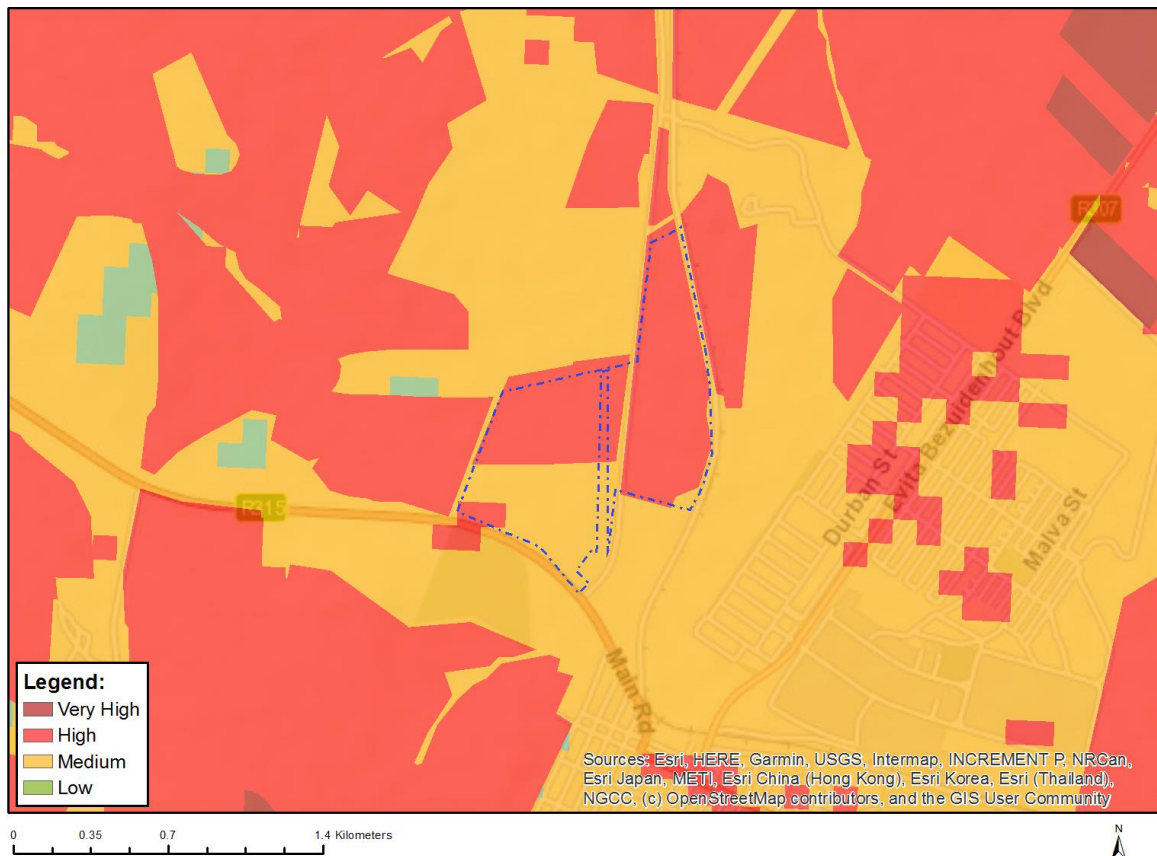 R307
Evita Bezuidenhout Blvd
Durban St
Malva St
R315
Main Rd
Legend:
Very High
High
Medium
Low
Sources: Esri, HERE, Garmin, USGS, Intermap, INCREMENT P, NRCan,
Esri Japan, METI, Esri China (Hong Kong), Esri Korea, Esri (Thailand),
NGCC, (c) OpenStreetMap contributors, and the GIS User Community
0 0.35 0.7 1.4 Kilometers
N